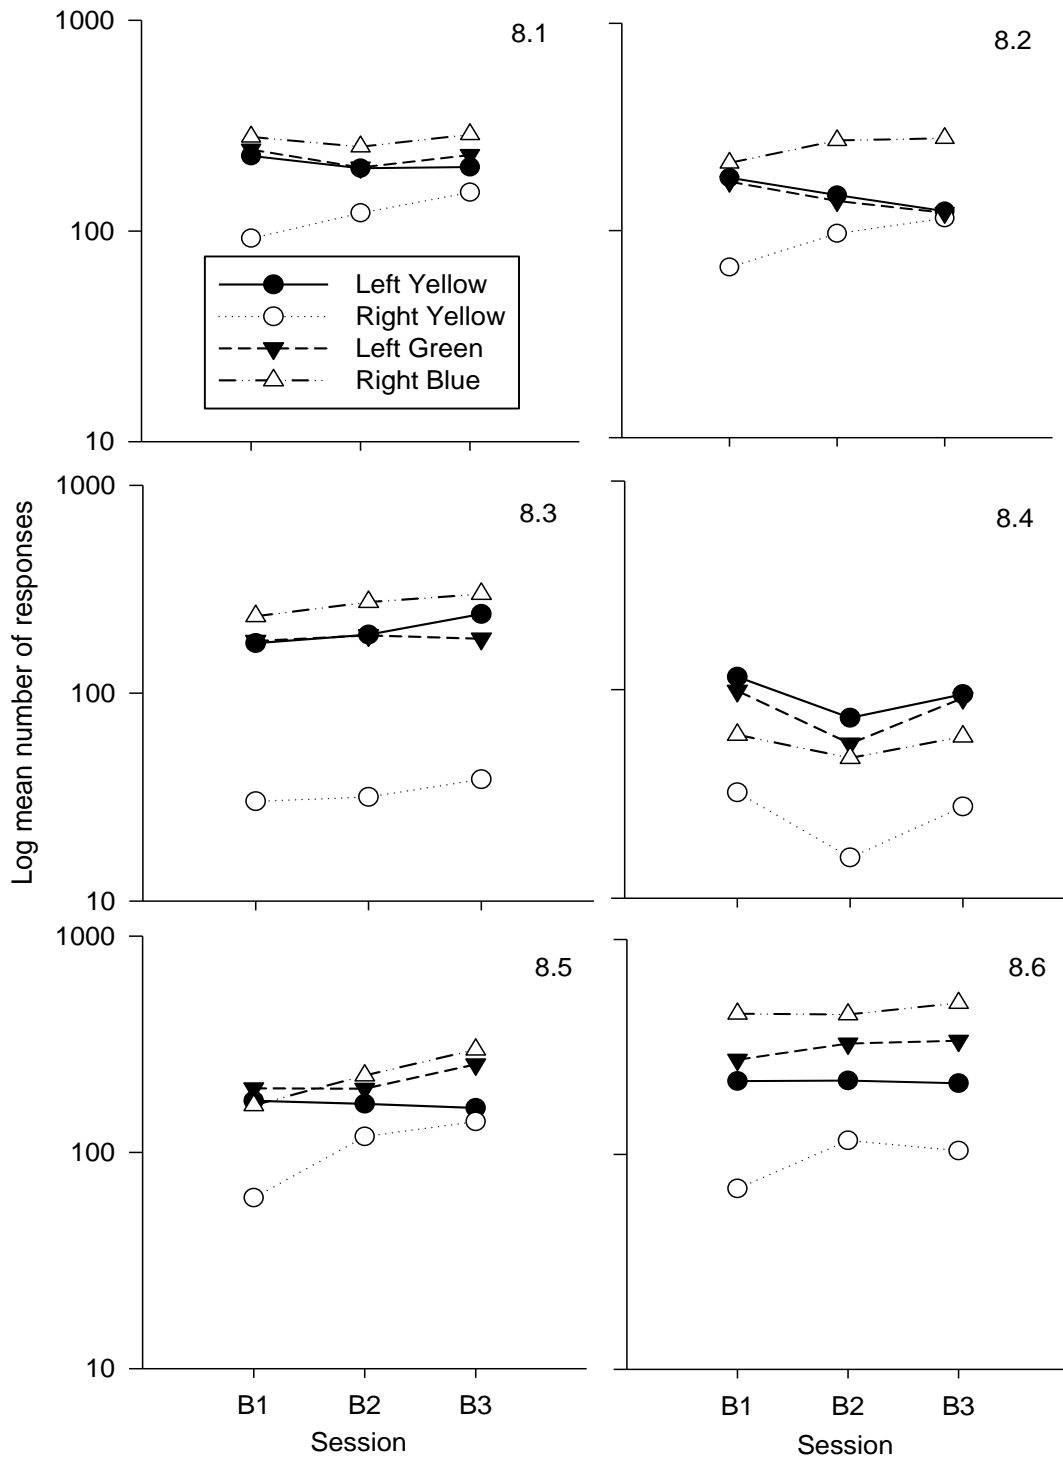 1000
8.1
8.2
100
Left Yellow
Right Yellow
Left Green
Right Blue
10
Log mean number of responses
1000
8.3
8.4
100
10
1000
8.5
8.6
100
10
B1 B2 B3
B1 B2 B3
Session
Session